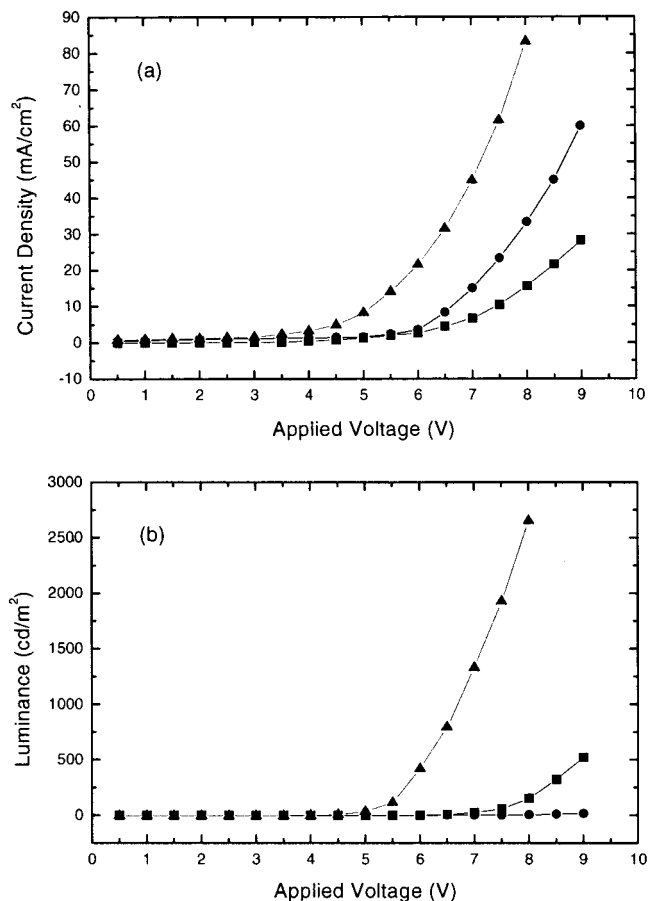 (a)
Current Density (mA/cm²)
90
80
70
60
50
40
30
20
10
0
-10
0 1 2 3 4 5 6 7 8 9 10
Applied Voltage (V)
(b)
Luminance (cd/m²)
3000
2500
2000
1500
1000
500
0
0 1 2 3 4 5 6 7 8 9 10
Applied Voltage (V)